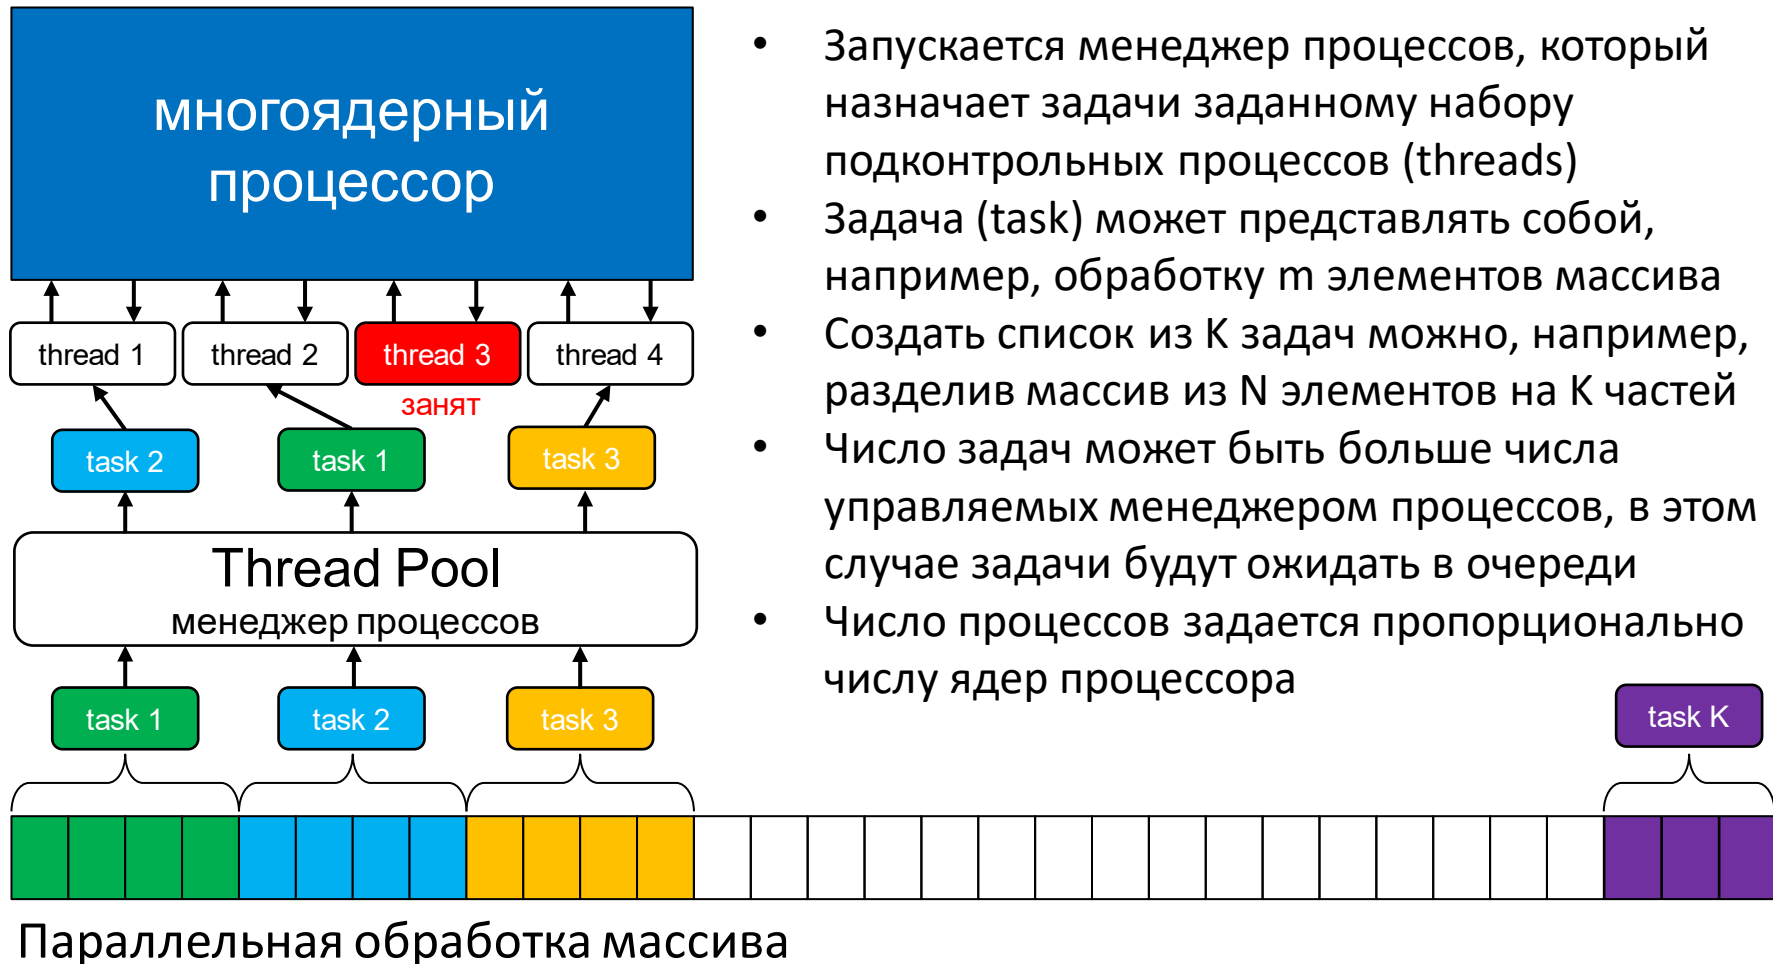 многоядерный
процессор
thread 1
thread 2
thread 3
thread 4
занят
task 2
task 1
task 3
Thread Pool
менеджер процессов
task 1
task 2
task 3
• Запускается менеджер процессов, который
назначает задачи заданному набору
подконтрольных процессов (threads)
• Задача (task) может представлять собой,
например, обработку m элементов массива
• Создать список из K задач можно, например,
разделив массив из N элементов на K частей
• Число задач может быть больше числа
управляемых менеджером процессов, в этом
случае задачи будут ожидать в очереди
• Число процессов задается пропорционально
числу ядер процессора
task K
Параллельная обработка массива